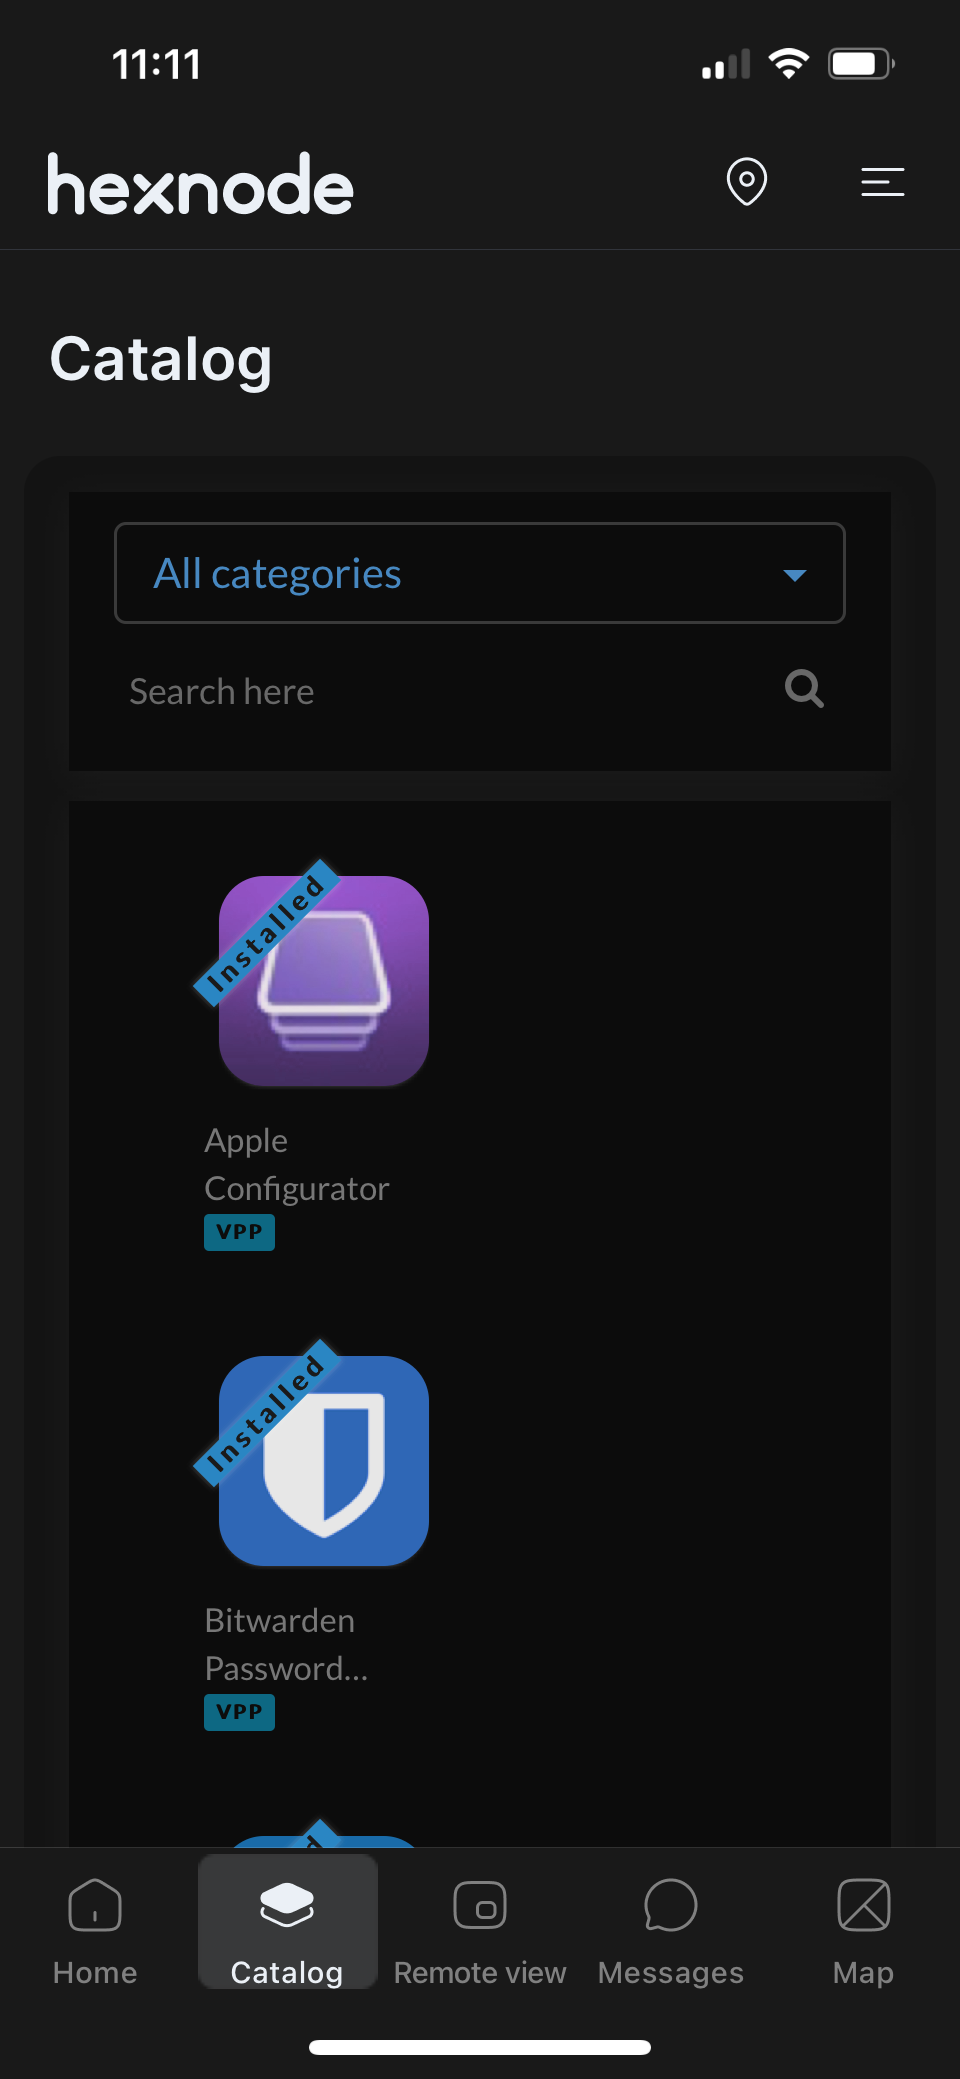 11:11
hexnode
Catalog
All categories
Search here
Installed
Apple
Configurator
VPP
Installed
Bitwarden
Password...
VPP
Home
Catalog
Remote view
Messages
Map